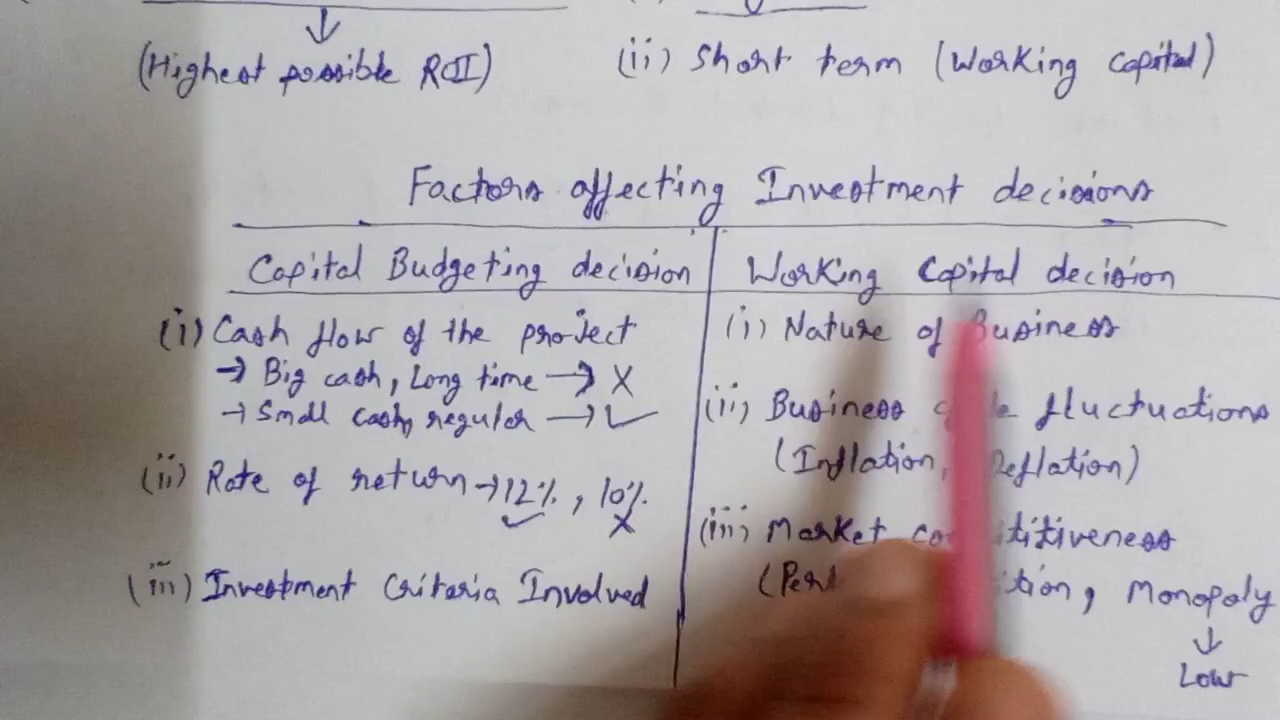 (Highest possible ROI)
(ii) Short term (Working Capital)
Factors affecting Investment decisions
Capital Budgeting decision
(i) Cash flow of the project
→ Big cash, Long time → X
→ Small cash, regular → ✓
(ii) Rate of return → 12%, 10%
✓ X
(iii) Investment Criteria Involved
Working Capital decision
(i) Nature of Business
(ii) Business fluctuations
(Inflation, Deflation)
(iii) Market
Monopoly
↓
Low